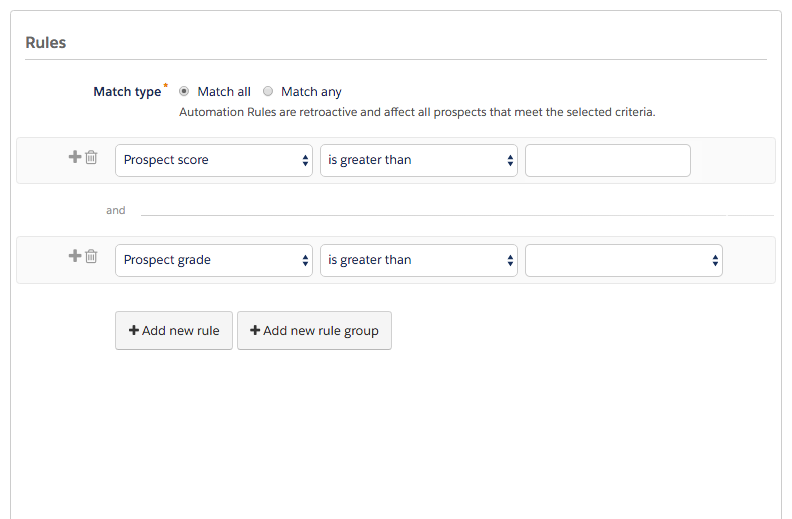 Rules
Match type* Match all Match any
Automation Rules are retroactive and affect all prospects that meet the selected criteria.
Prospect score is greater than
and
Prospect grade is greater than
Add new rule Add new rule group